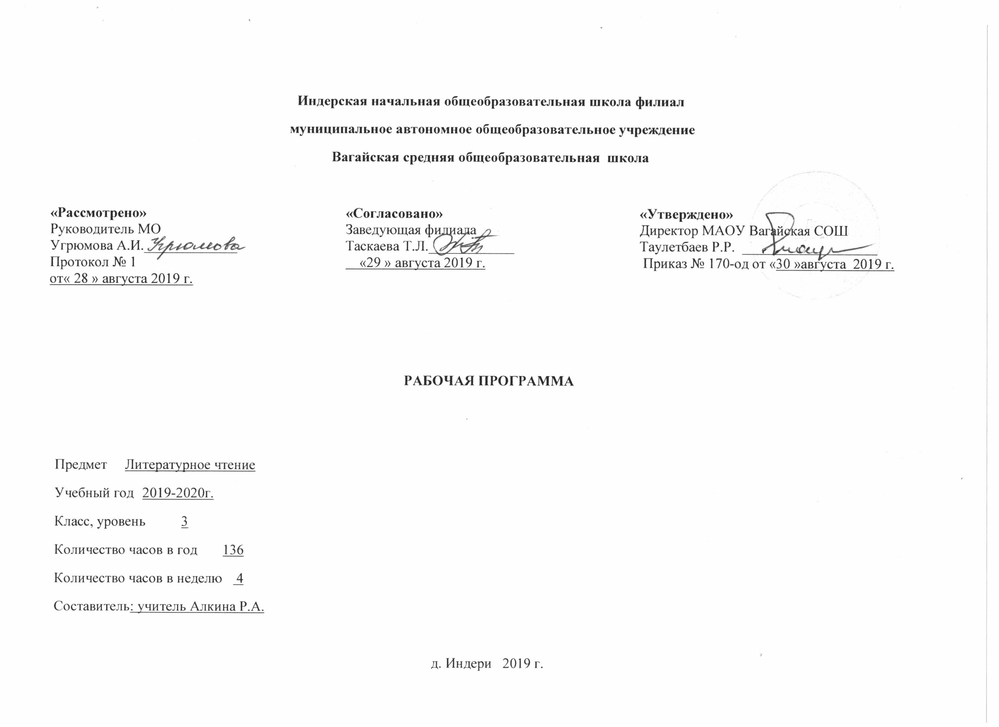 Индерская начальная общеобразовательная школа филиал
муниципальное автономное общеобразовательное учреждение
Вагайская средняя общеобразовательная школа
«Рассмотрено»
Руководитель МО
Угрюмова А.И. Угрюмова
Протокол № 1
от« 28 » августа 2019 г.
«Согласовано»
Заведующая филиала
Таскаева Т.Л.
«29 » августа 2019 г.
«Утверждено»
Директор МАОУ Вагайская СОШ
Таулетбаев Р.Р.
Приказ № 170-од от «30 »августа 2019 г.
РАБОЧАЯ ПРОГРАММА
Предмет Литературное чтение
Учебный год 2019-2020г.
Класс, уровень 3
Количество часов в год 136
Количество часов в неделю 4
Составитель: учитель Алкина Р.А.
д. Индери 2019 г.